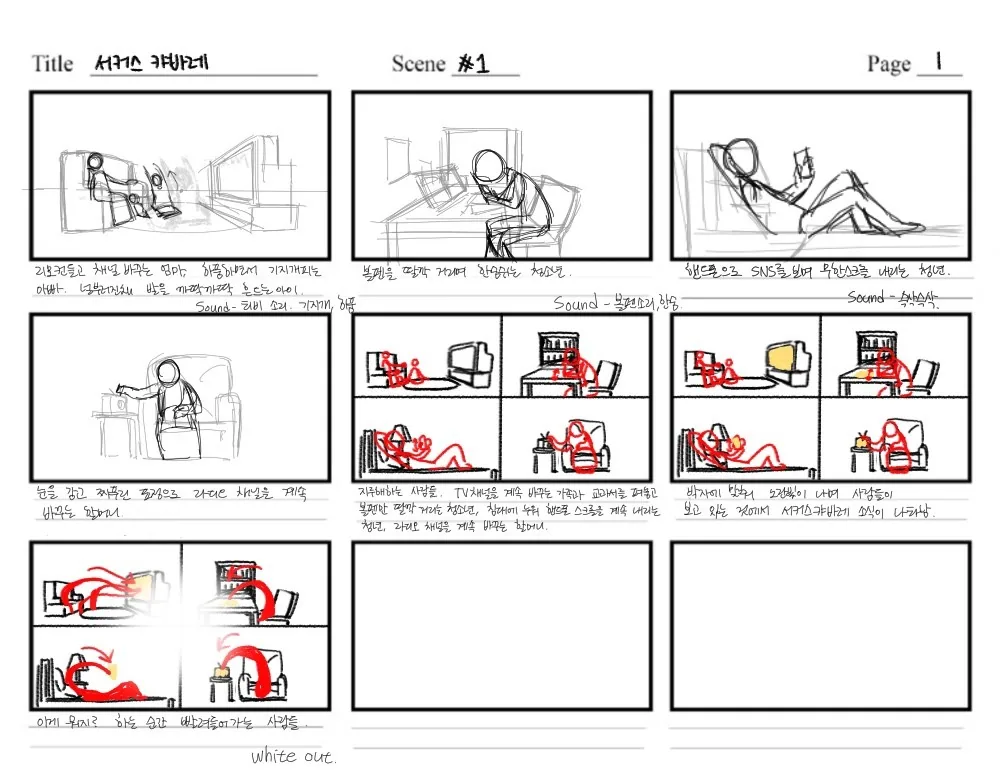 Title 서커스 캬바레
Scene #1
Page 1
리모컨들고 채널 바꾸는 엄마, 하품하면서 기지개피는
아빠. 널부러진채 발을 까딱까딱 흔드는아이.
Sound - 티비 소리. 기지개, 하품
볼펜을 딸깍 거리며 한숨쉬는 청소년.
Sound - 볼펜소리, 한숨.
핸드폰으로 SNS를 보며 무한스크롤 내리는 청년.
Sound - 슥삭슥삭.
눈을 감고 찌푸린 표정으로 라디오 채널을 계속
바꾸는 할머니.
지루해하는 사람들. TV채널을 계속 바꾸는 가족과 교과서를 펴놓고
볼펜만 딸깍 거리는 청소년, 침대에 누워 핸드폰 스크롤을 계속 내리는
청년, 라디오 채널을 계속 바꾸는 할머니.
박자에 맞춰 노란빛이 나며 사람들이
보고 있는 것에서 서커스캬바레 소식이 나타남.
이게 뭐지? 하는 순간 빨려들어가는 사람들.
white out.